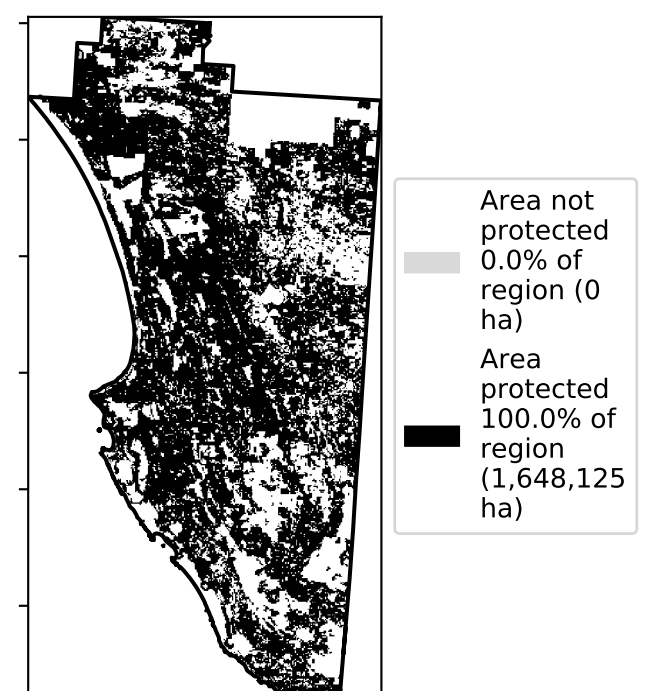 Area not
protected
0.0% of
region (0
ha)
Area
protected
100.0% of
region
(1,648,125
ha)